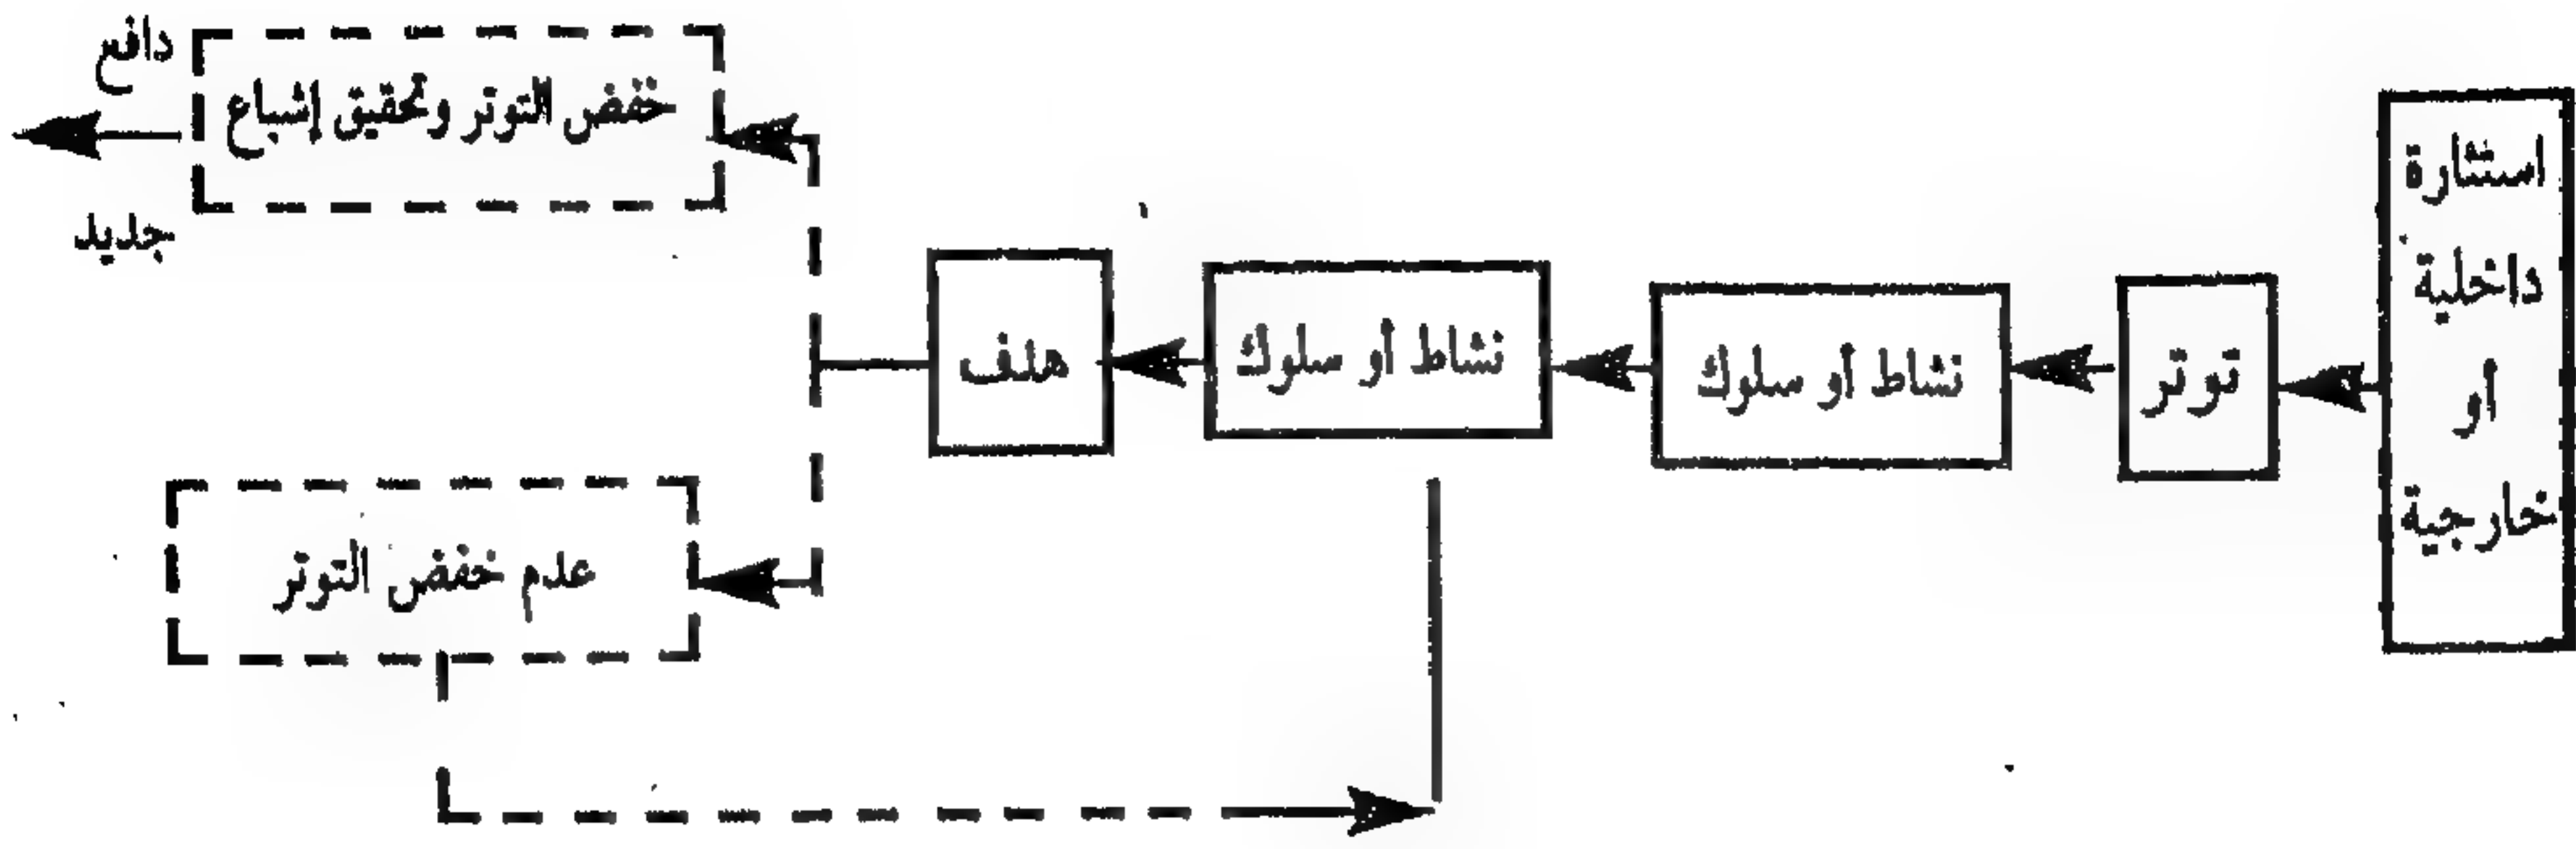 استثارة
داخلية
أو
خارجية
توتر
نشاط أو سلوك
نشاط أو سلوك
هدف
خفض التوتر وتحقيق إشباع
دافع
جديد
عدم خفض التوتر